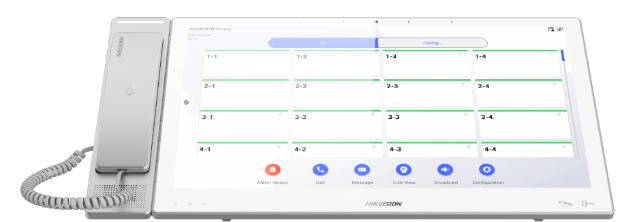 HIKVISION
All
Calling...
1-1
1-2
1-3
1-4
2-1
2-2
2-3
2-4
3-1
3-2
3-3
3-4
4-1
4-2
4-3
4-4
Alarm record
Call
Message
Live View
Broadcast
Configuration
HIKVISION